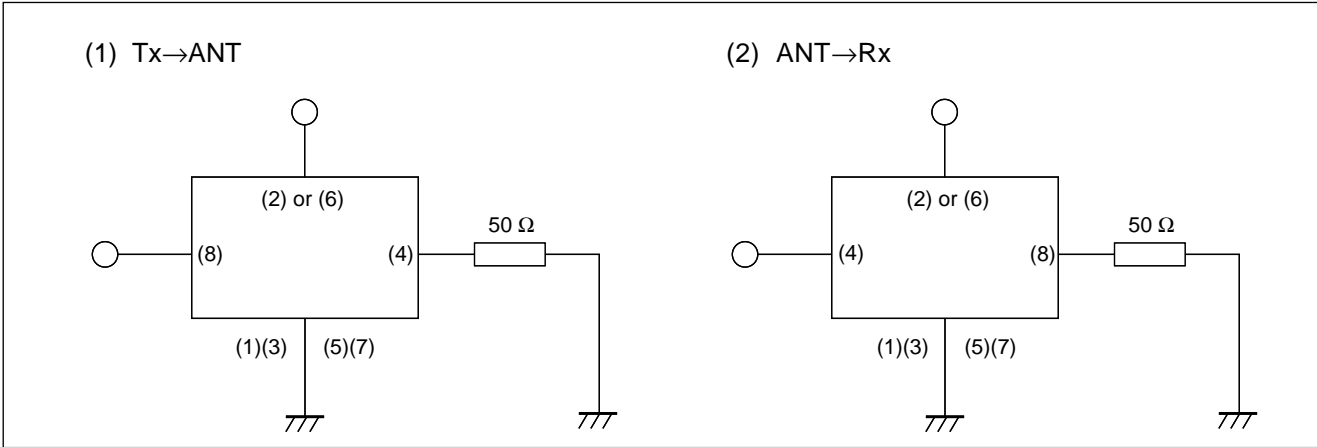 (1) Tx→ANT
(2) or (6)
50 Ω
(8)
(4)
(1)(3) (5)(7)
(2) ANT→Rx
(2) or (6)
50 Ω
(4)
(8)
(1)(3) (5)(7)